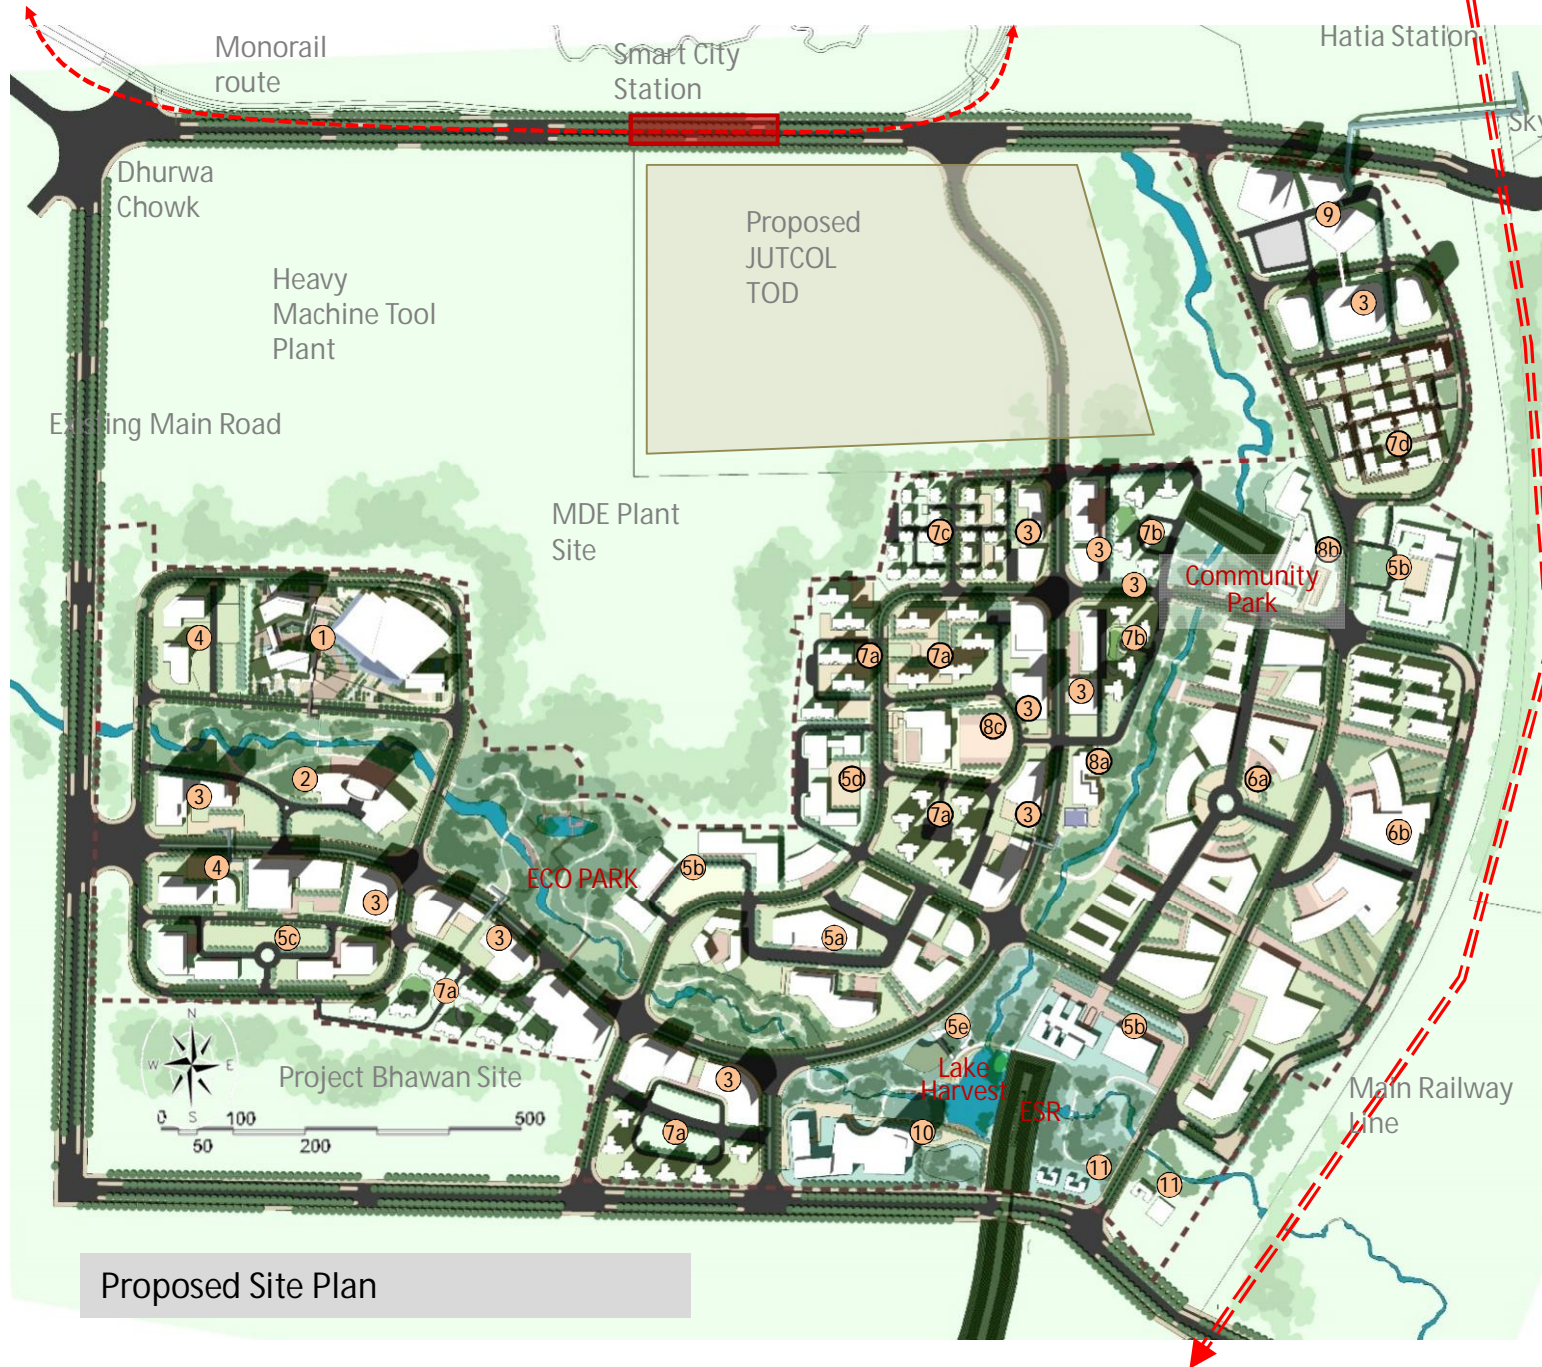 Hatia Station
Monorail
route
Smart City
Station
Sky
Dhurwa
Chowk
Proposed
JUTCOL
TOD
9
Heavy
Machine Tool
Plant
3
Existing Main Road
7d
MDE Plant
Site
7c
3
3
7b
8b
5b
Community
Park
3
4
1
7a
7a
7b
3
3
8c
8a
2
3
5d
6a
7a
3
6b
4
5b
ECO PARK
3
5c
3
5a
7a
5e
5b
N
W
E
S
Project Bhawan Site
Lake
Harvest
ESR
3
Main Railway
Line
0
100
500
50
200
7a
10
11
11
Proposed Site Plan